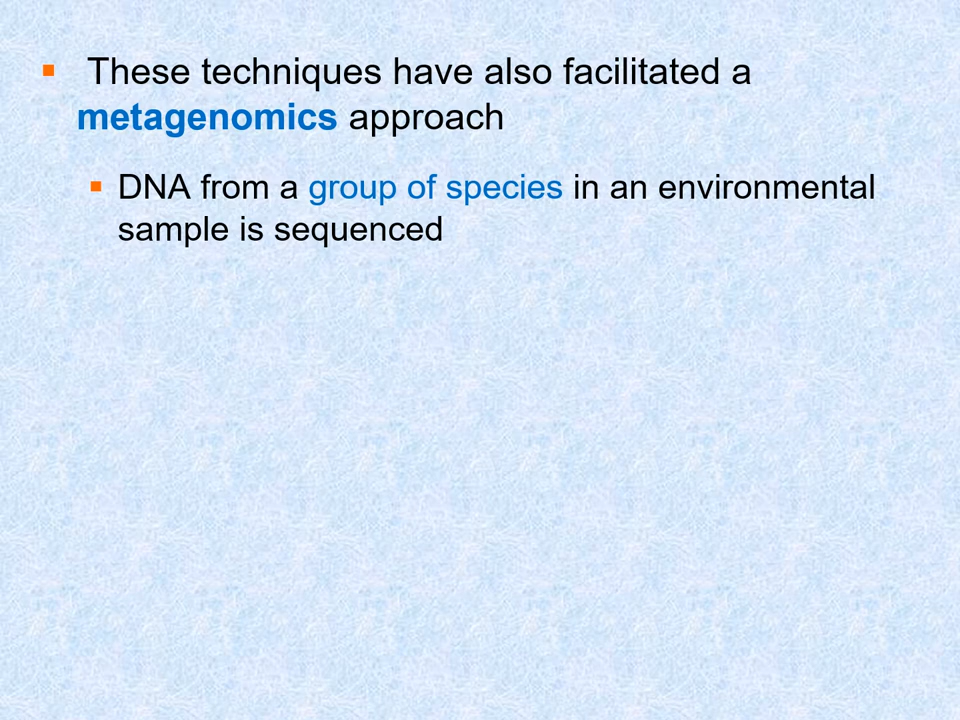 ▪ These techniques have also facilitated a
metagenomics approach
▪ DNA from a group of species in an environmental
sample is sequenced